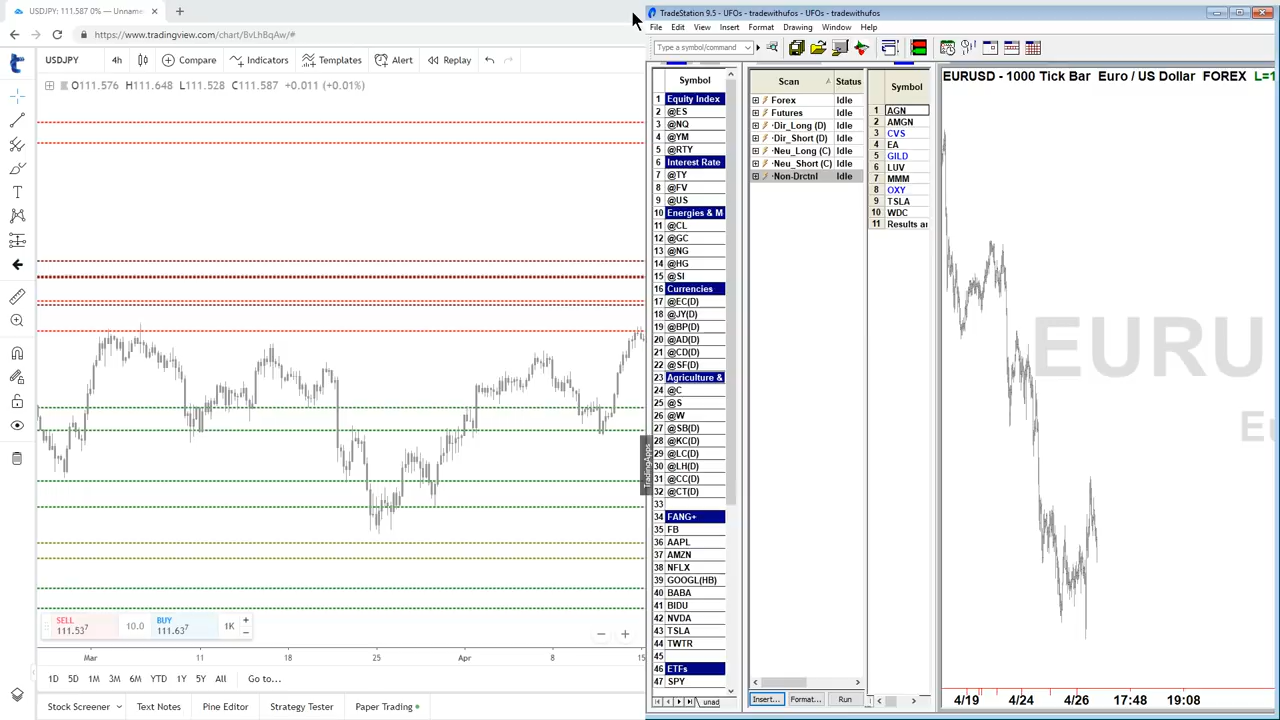 USDJPY: 111.587 0% — Unname
https://windo.tradingview.com/chart/BvLhBqAw/#
USDJPY
4h
Compare
Indicators
Templates
Alert
Replay
L111.528
C111.587
+0.011 (+0.01%)
SELL
111.53⁷
10.0
BUY
111.63⁷
1K
Mar
11
18
25
Apr
8
15
1D
5D
1M
3M
6M
YTD
1Y
5Y
All
Go to...
Text Notes
Pine Editor
Strategy Tester
Paper Trading
TradeStation 9.5 - UFOs - tradewithufos - UFOs - tradewithufos
File Edit View Insert Format Drawing Window Help
Type a symbol/command
TradingApps
Symbol
1 Equity Index
2 @ES
3 @NQ
4 @YM
5 @RTY
6 Interest Rate
7 @TY
8 @FV
9 @US
10 Energies & M
11 @CL
12 @GC
13 @NG
14 @HG
15 @SI
16 Currencies
17 @EC(D)
18 @JY(D)
19 @BP(D)
20 @AD(D)
21 @CD(D)
22 @SF(D)
23 Agriculture &
24 @C
25 @S
26 @W
27 @SB(D)
28 @KC(D)
29 @LC(D)
30 @LH(D)
31 @CC(D)
32 @CT(D)
33
34 FANG+
35 FB
36 AAPL
37 AMZN
38 NFLX
39 GOOGL(HB)
40 BABA
41 BIDU
42 NVDA
43 TSLA
44 TWTR
45
46 ETFs
47 SPY
unad
Scan Status
Forex Idle
Futures Idle
·Dir_Long (D) Idle
·Dir_Short (D) Idle
·Neu_Long (C) Idle
·Neu_Short (C) Idle
·Non-Drctnl Idle
Insert...
Format...
Run
Symbol
1 AGN
2 AMGN
3 CVS
4 EA
5 GILD
6 LUV
7 MMM
8 OXY
9 TSLA
10 WDC
11 Results ar
EURUSD - 1000 Tick Bar Euro / US Dollar FOREX L=1
EURU
Eu
4/19
4/24
4/26
17:48
19:08